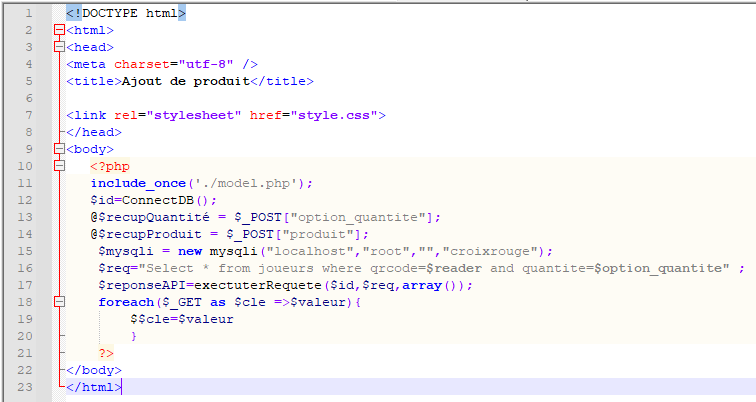 1 <!DOCTYPE html>
2 <html>
3 <head>
4 <meta charset="utf-8" />
5 <title>Ajout de produit</title>
6
7 <link rel="stylesheet" href="style.css">
8 </head>
9 <body>
10 <?php
11 include_once('./model.php');
12 $id=ConnectDB();
13 @$recupQuantité = $_POST["option_quantite"];
14 @$recupProduit = $_POST["produit"];
15 $mysqli = new mysqli("localhost","root","","croixrouge");
16 $req="Select * from joueurs where qrcode=$reader and quantite=$option_quantite" ;
17 $reponseAPI=exectuterRequete($id,$req,array());
18 foreach($_GET as $cle =>$valeur){
19 $$cle=$valeur
20 }
21 ?>
22 </body>
23 </html>